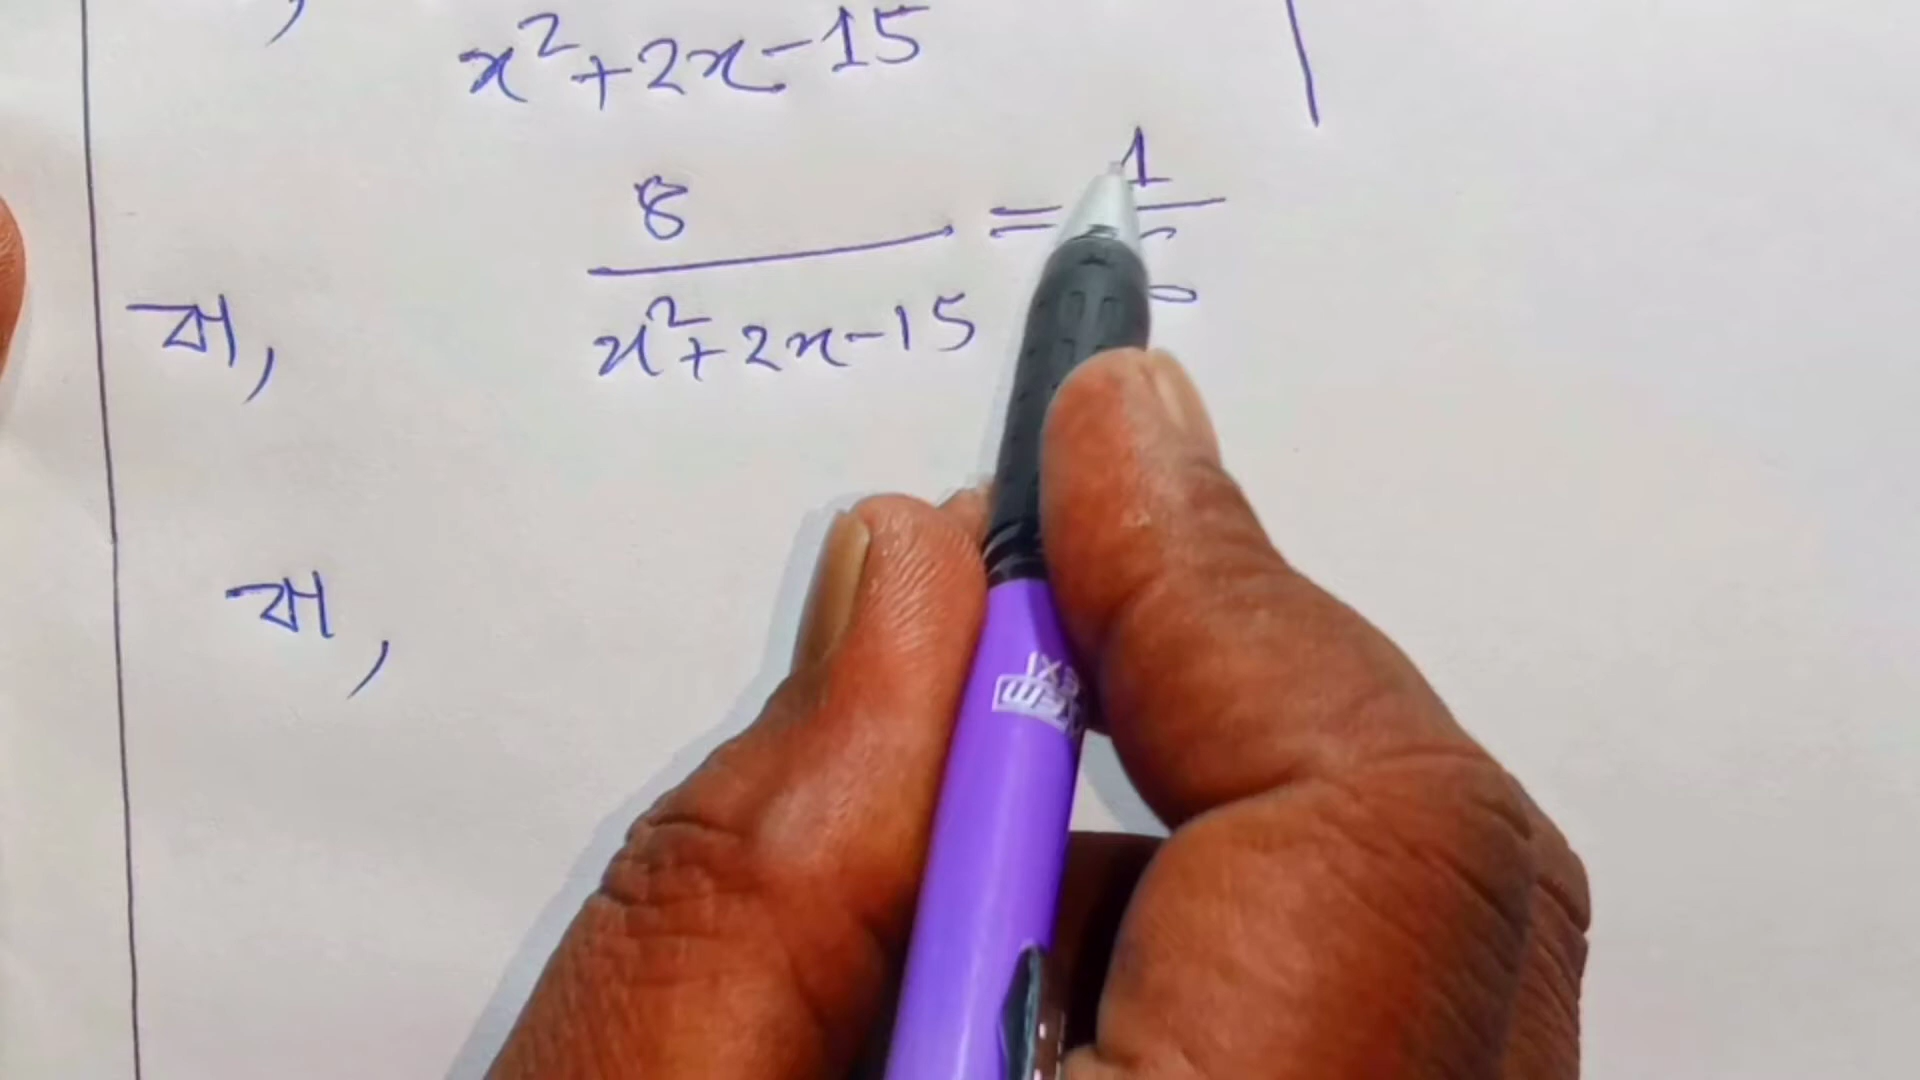 ,
x²+2x-15
বা, 8/(x²+2x-15) = 1/
বা,